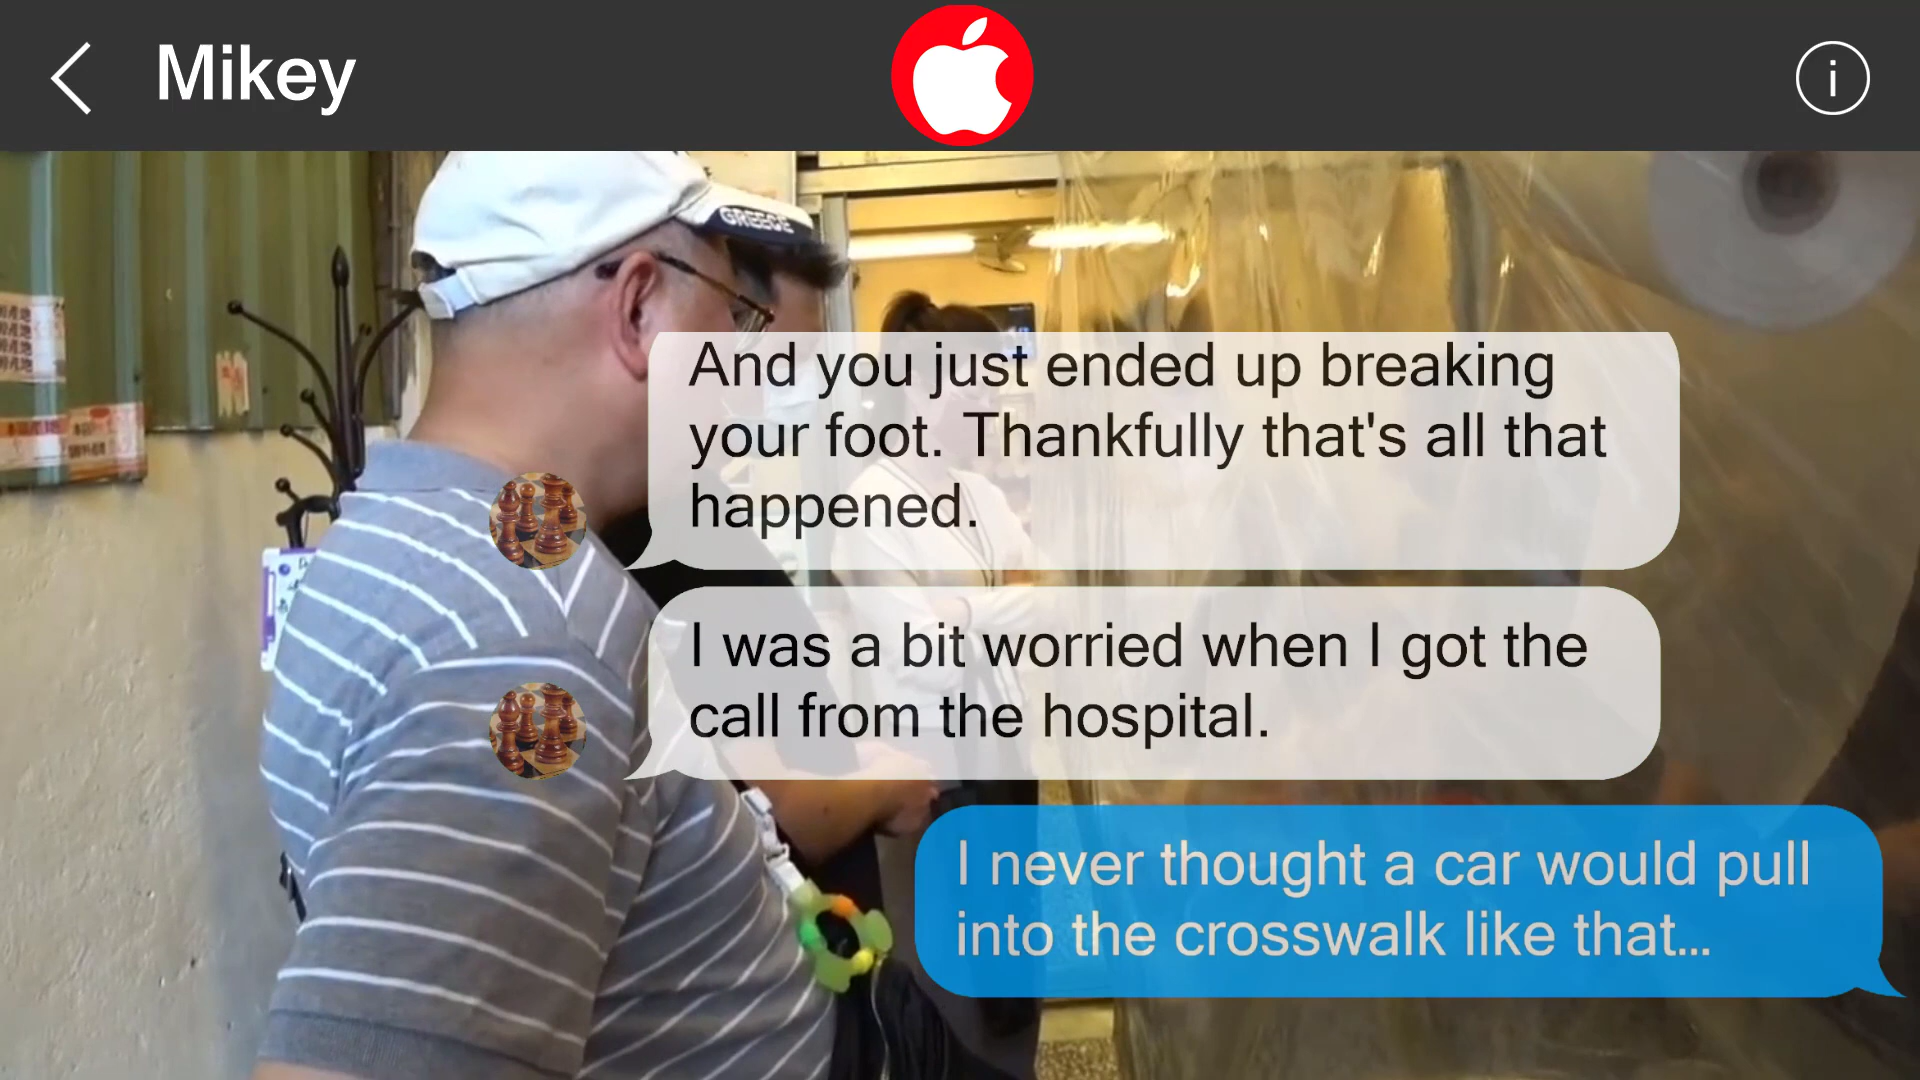 Mikey
i
GREECE
And you just ended up breaking
your foot. Thankfully that's all that
happened.
I was a bit worried when I got the
call from the hospital.
I never thought a car would pull
into the crosswalk like that...